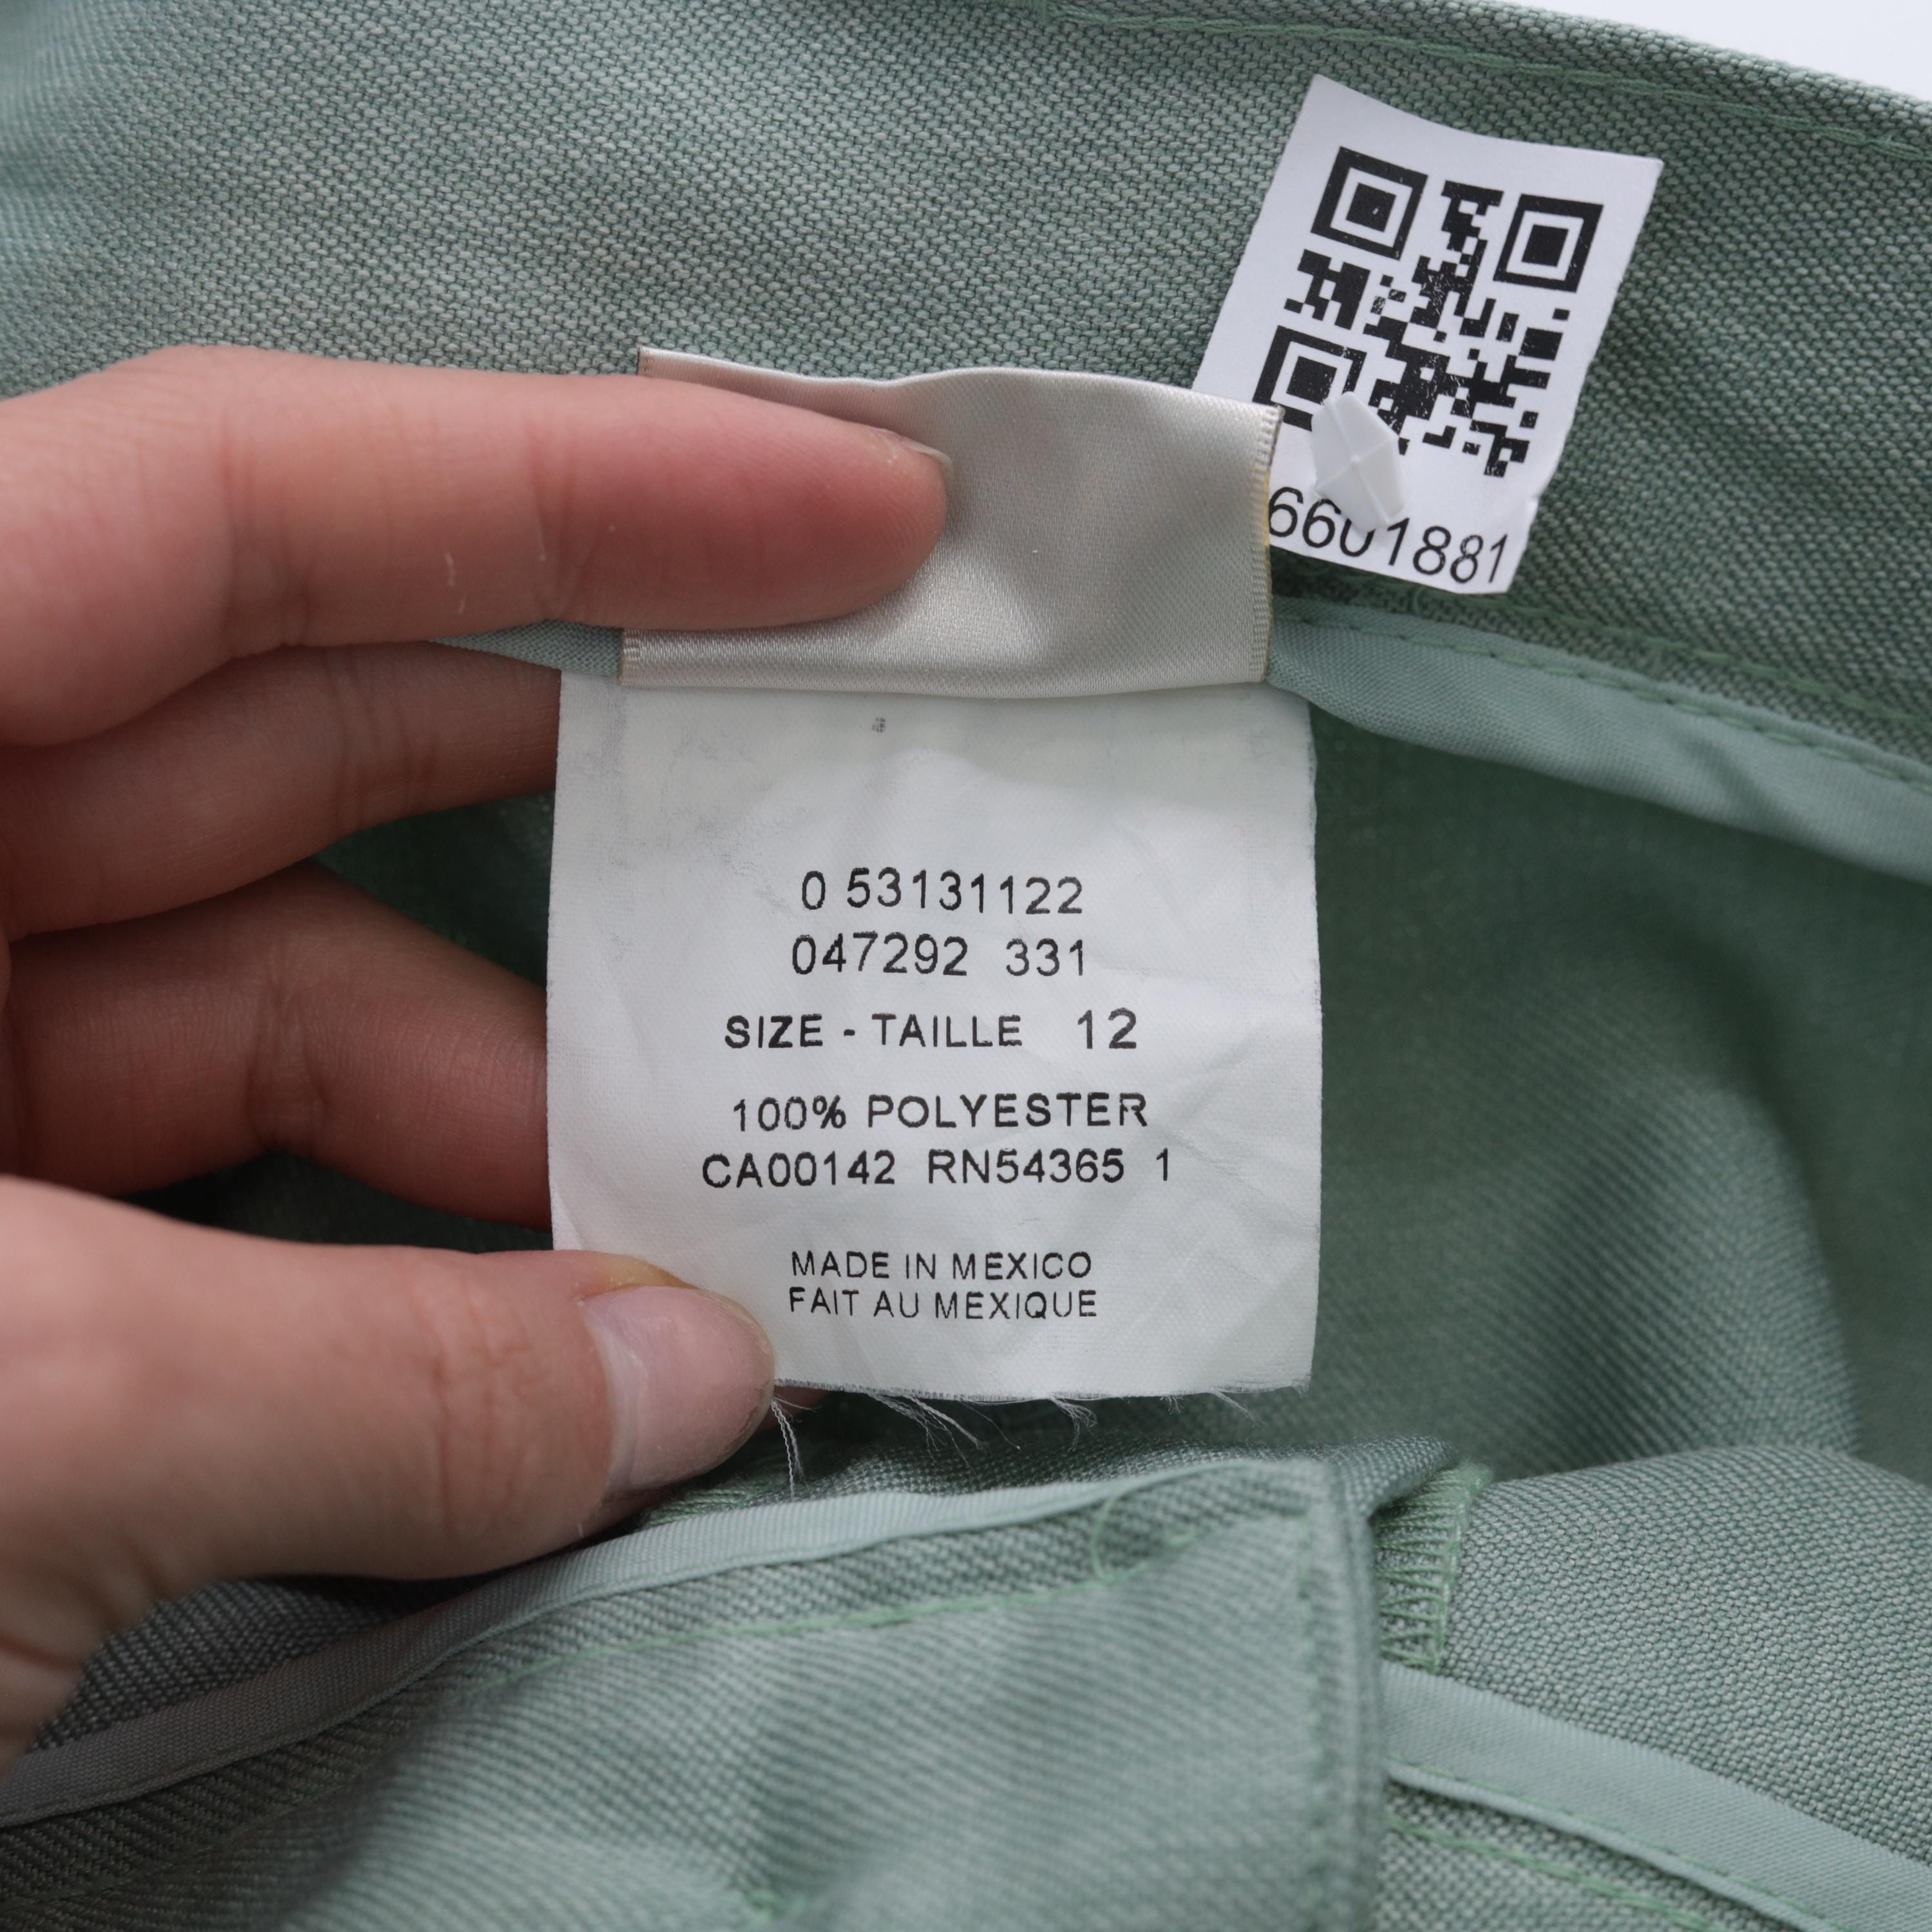 6601881
0 53131122
047292 331
SIZE - TAILLE 12
100% POLYESTER
CA00142 RN54365 1
MADE IN MEXICO
FAIT AU MEXIQUE